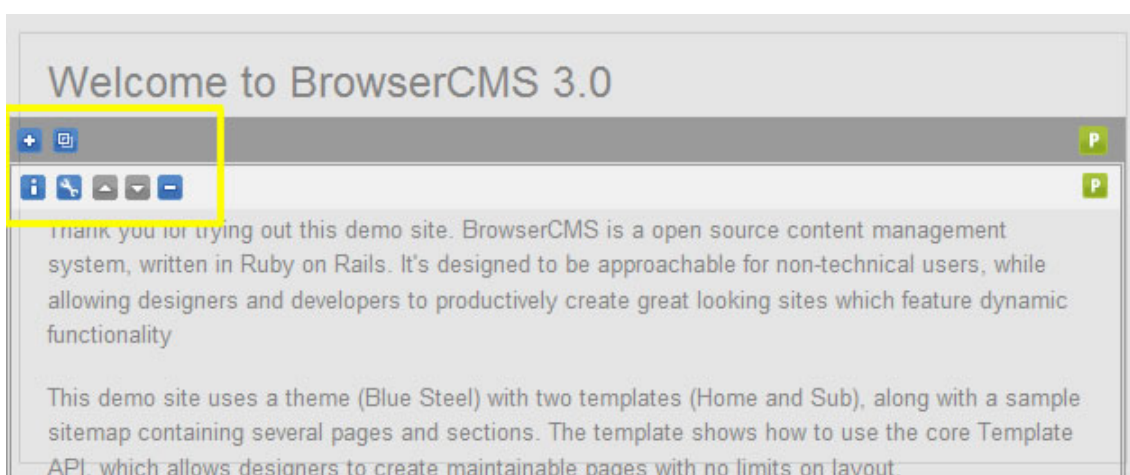 Welcome to BrowserCMS 3.0
P
P
Thank you for trying out this demo site. BrowserCMS is a open source content management
system, written in Ruby on Rails. It's designed to be approachable for non-technical users, while
allowing designers and developers to productively create great looking sites which feature dynamic
functionality
This demo site uses a theme (Blue Steel) with two templates (Home and Sub), along with a sample
sitemap containing several pages and sections. The template shows how to use the core Template
API, which allows designers to create maintainable pages with no limits on layout